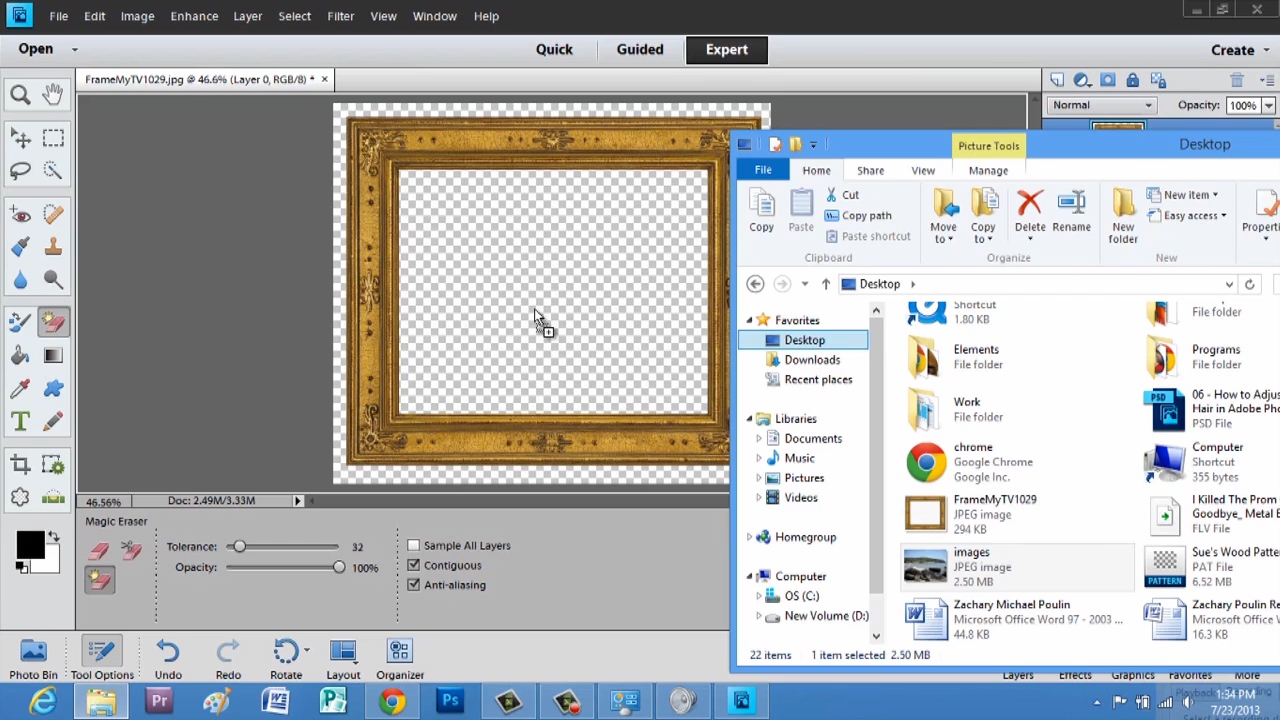 File Edit Image Enhance Layer Select Filter View Window Help
Open Quick Guided Expert Create
FrameMyTV1029.jpg @ 46.6% (Layer 0, RGB/8) * ×
Normal Opacity: 100%
Picture Tools Desktop
File Home Share View Manage
Copy Paste Cut Copy path Paste shortcut
Move to Copy to Delete Rename New folder
New item Easy access
Clipboard Organize New
Desktop
Favorites
Desktop
Downloads
Recent places
Libraries
Documents
Music
Pictures
Videos
Homegroup
Computer
OS (C:)
New Volume (D:)
Shortcut
1.80 KB
Elements
File folder
Work
File folder
chrome
Google Chrome
Google Inc.
FrameMyTV1029
JPEG image
294 KB
images
JPEG image
2.50 MB
Zachary Michael Poulin
Microsoft Office Word 97 - 2003 ...
44.8 KB
File folder
Programs
File folder
PSD
06 - How to Adjus
Hair in Adobe Pho
PSD File
Computer
Shortcut
355 bytes
I Killed The Prom
Goodbye_ Metal B
FLV File
PATTERN
Sue's Wood Patte
PAT File
6.52 MB
Zachary Poulin Re
16.3 KB
22 items 1 item selected 2.50 MB
46.56% Doc: 2.49M/3.33M
Magic Eraser
Tolerance: 32
Opacity: 100%
Sample All Layers
Contiguous
Anti-aliasing
Photo Bin Tool Options Undo Redo Rotate Layout Organizer
Layers Effects Graphics Favorites More
Pr Ps
1:34 PM
7/23/2013